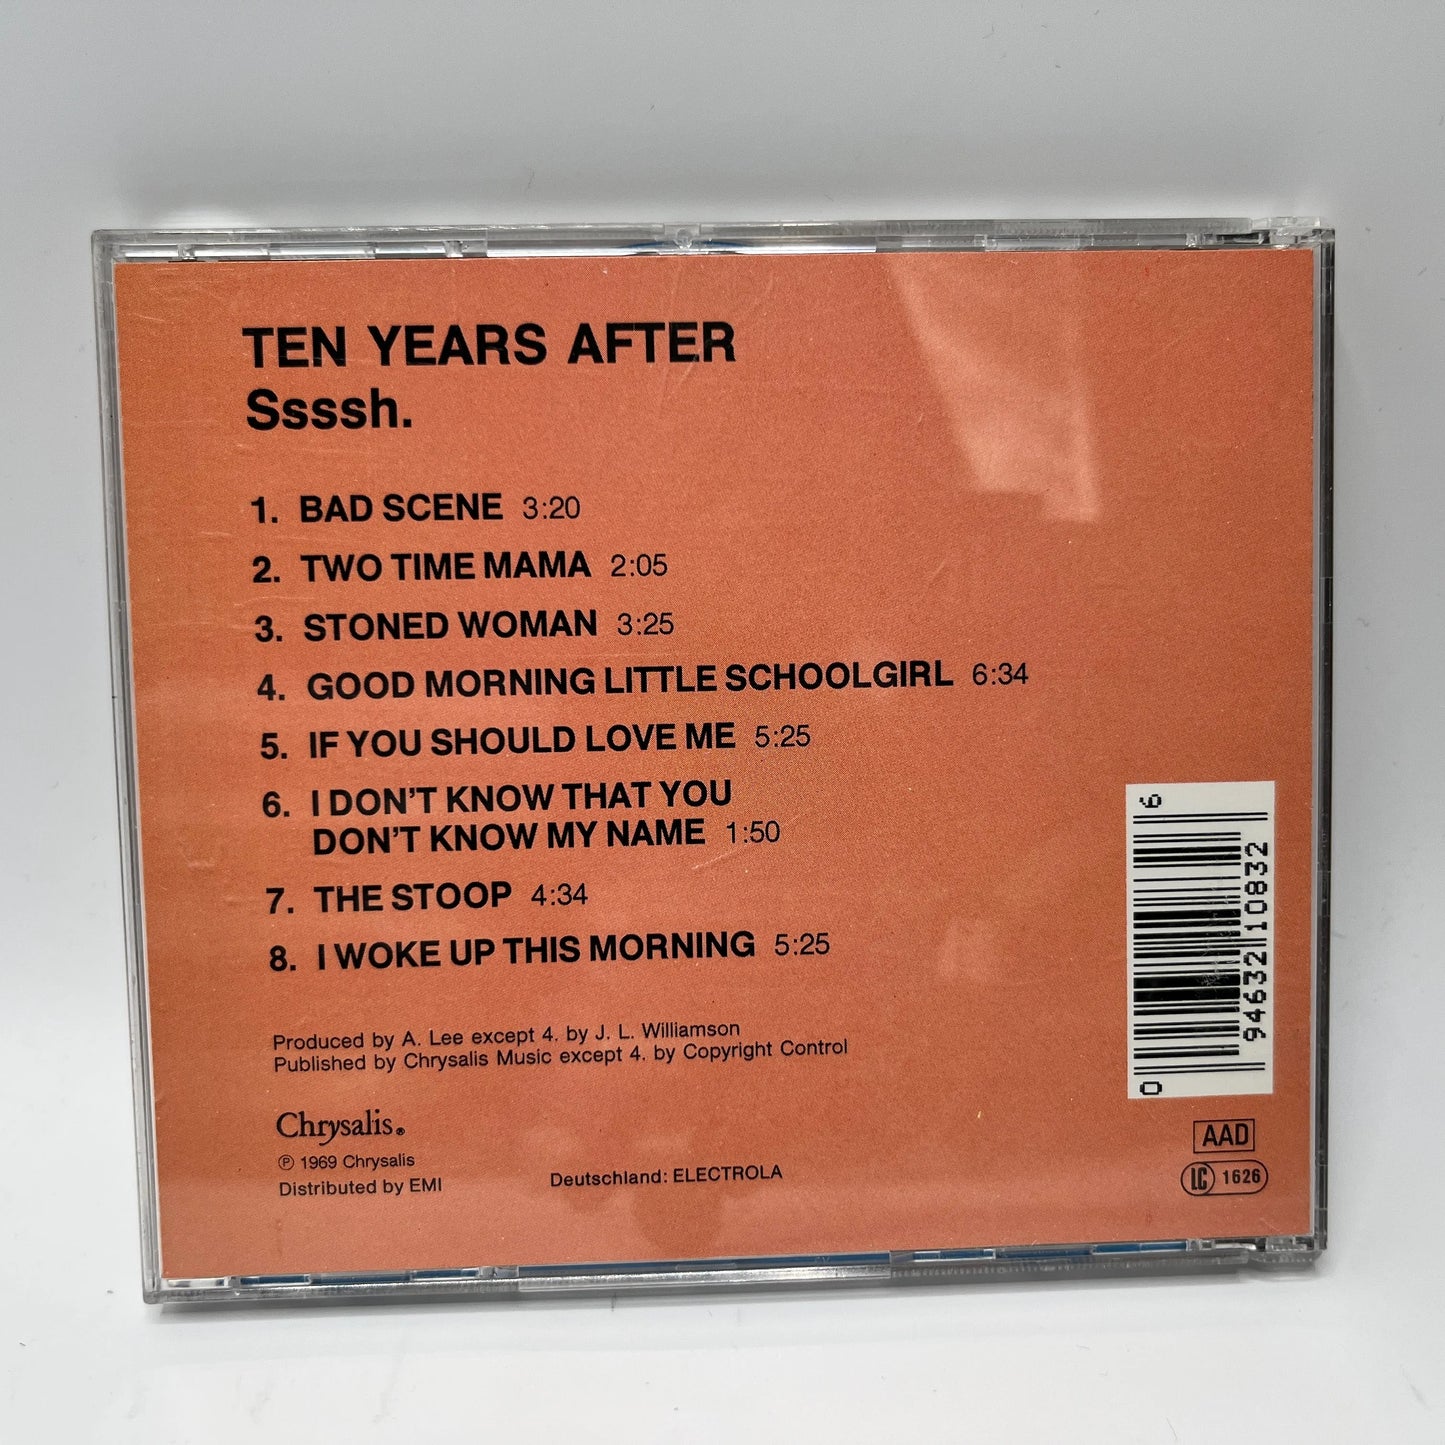 TEN YEARS AFTER
Ssssh.
1. BAD SCENE 3:20
2. TWO TIME MAMA 2:05
3. STONED WOMAN 3:25
4. GOOD MORNING LITTLE SCHOOLGIRL 6:34
5. IF YOU SHOULD LOVE ME 5:25
6. I DON'T KNOW THAT YOU
DON'T KNOW MY NAME 1:50
7. THE STOOP 4:34
8. I WOKE UP THIS MORNING 5:25
Produced by A. Lee except 4. by J. L. Williamson
Published by Chrysalis Music except 4. by Copyright Control
Chrysalis®
℗ 1969 Chrysalis
Distributed by EMI
Deutschland: ELECTROLA
0 94632 10832 6
AAD
LC 1626